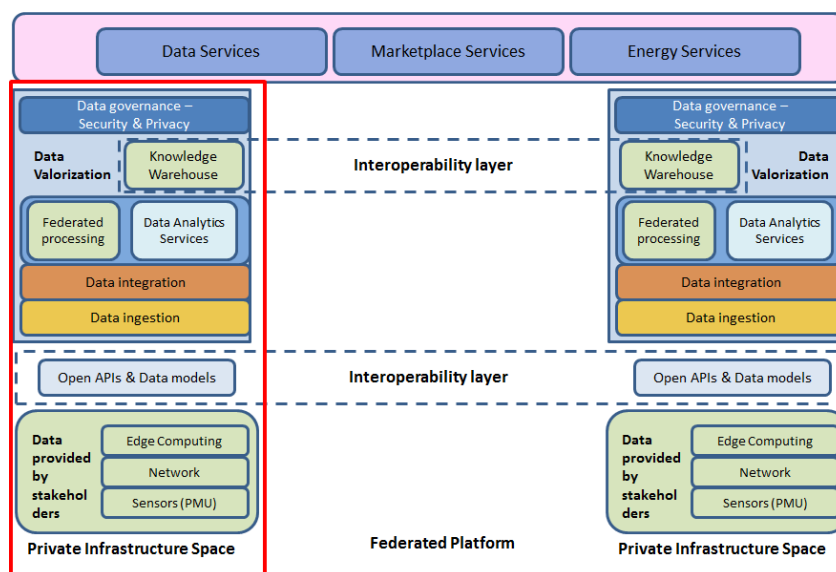 Data Services
Marketplace Services
Energy Services
Data governance –
Security & Privacy
Data
Valorization
Knowledge
Warehouse
Federated
processing
Data Analytics
Services
Data integration
Data ingestion
Open APIs & Data models
Data
provided
by
stakehol
ders
Edge Computing
Network
Sensors (PMU)
Private Infrastructure Space
Interoperability layer
Interoperability layer
Federated Platform
Data governance –
Security & Privacy
Knowledge
Warehouse
Data
Valorization
Federated
processing
Data Analytics
Services
Data integration
Data ingestion
Open APIs & Data models
Data
provided
by
stakehol
ders
Edge Computing
Network
Sensors (PMU)
Private Infrastructure Space